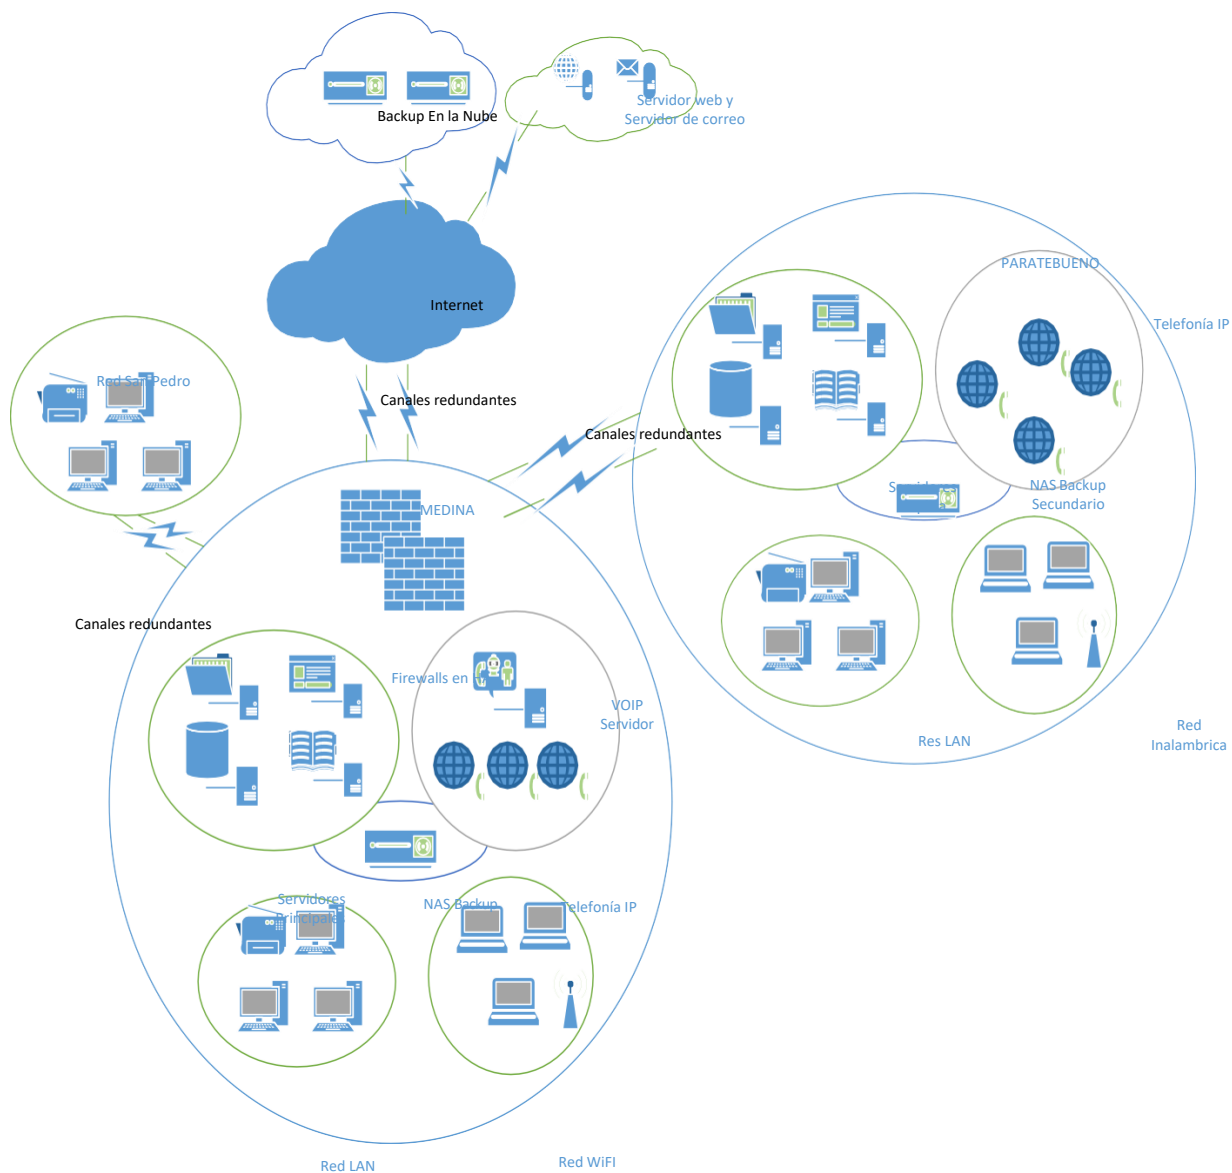 Backup En la Nube
Servidor web y
Servidor de correo
Internet
PARATEBUENO
Telefonía IP
Red San Pedro
Canales redundantes
Canales redundantes
NAS Backup
Secundario
MEDINA
Canales redundantes
Firewalls en
VOIP
Servidor
Res LAN
Red
Inalambrica
Servidores
Principales
NAS Backup
Telefonía IP
Red LAN
Red WiFI